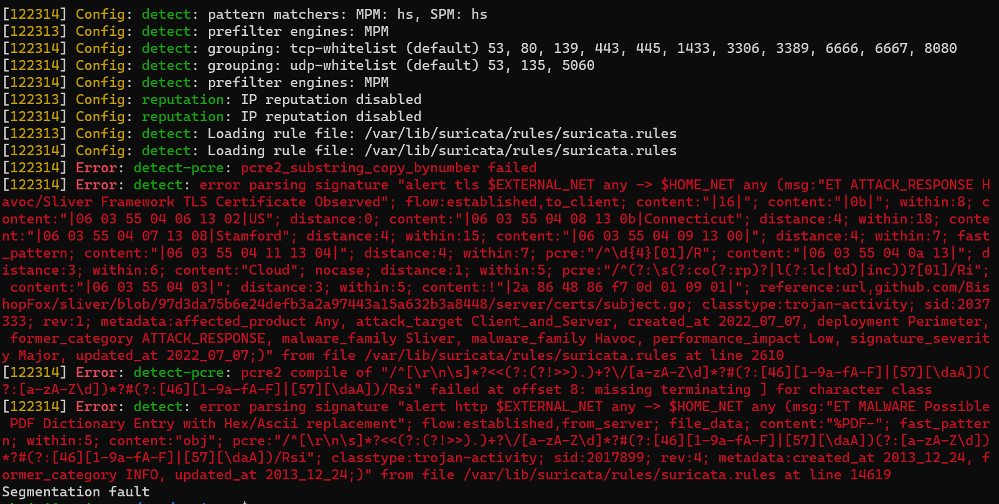 [122314] Config: detect: pattern matchers: MPM: hs, SPM: hs
[122313] Config: detect: prefilter engines: MPM
[122314] Config: detect: grouping: tcp-whitelist (default) 53, 80, 139, 443, 445, 1433, 3306, 3389, 6666, 6667, 8080
[122314] Config: detect: grouping: udp-whitelist (default) 53, 135, 5060
[122314] Config: detect: prefilter engines: MPM
[122313] Config: reputation: IP reputation disabled
[122314] Config: reputation: IP reputation disabled
[122313] Config: detect: Loading rule file: /var/lib/suricata/rules/suricata.rules
[122314] Config: detect: Loading rule file: /var/lib/suricata/rules/suricata.rules
[122314] Error: detect-pcre: pcre2_substring_copy_bynumber failed
[122314] Error: detect: error parsing signature "alert tls $EXTERNAL_NET any -> $HOME_NET any (msg:"ET ATTACK_RESPONSE H
avoc/Sliver Framework TLS Certificate Observed"; flow:established,to_client; content:"|16|"; content:"|0b|"; within:8; c
ontent:"|06 03 55 04 06 13 02|US"; distance:0; content:"|06 03 55 04 08 13 0b|Connecticut"; distance:4; within:18; conte
nt:"|06 03 55 04 07 13 08|Stamford"; distance:4; within:15; content:"|06 03 55 04 09 13 00|"; distance:4; within:7; fast
_pattern; content:"|06 03 55 04 11 13 04|"; distance:4; within:7; pcre:"/^\d{4}[01]/R"; content:"|06 03 55 04 0a 13|"; d
istance:3; within:6; content:"Cloud"; nocase; distance:1; within:5; pcre:"/^(?:\s(?:co(?:rp)?|l(?:lc|td)|inc))?[01]/Ri";
 content:"|06 03 55 04 03|"; distance:3; within:5; content:!"|2a 86 48 86 f7 0d 01 09 01|"; reference:url,github.com/Bis
hopFox/sliver/blob/97d3da75b6e24defb3a2a97443a15a632b3a8448/server/certs/subject.go; classtype:trojan-activity; sid:2037
333; rev:1; metadata:affected_product Any, attack_target Client_and_Server, created_at 2022_07_07, deployment Perimeter,
 former_category ATTACK_RESPONSE, malware_family Sliver, malware_family Havoc, performance_impact Low, signature_severit
y Major, updated_at 2022_07_07;)" from file /var/lib/suricata/rules/suricata.rules at line 2610
[122314] Error: detect-pcre: pcre2 compile of "/^[\r\n\s]*?<<(?:(?!>>).)+?\/[a-zA-Z\d]*?#(?:[46][1-9a-fA-F]|[57][\daA])(
?:[a-zA-Z\d])*?#(?:[46][1-9a-fA-F]|[57][\daA])/Rsi" failed at offset 8: missing terminating ] for character class
[122314] Error: detect: error parsing signature "alert http $EXTERNAL_NET any -> $HOME_NET any (msg:"ET MALWARE Possible
 PDF Dictionary Entry with Hex/Ascii replacement"; flow:established,from_server; file_data; content:"%PDF-"; fast_patter
n; within:5; content:"obj"; pcre:"/^[\r\n\s]*?<<(?:(?!>>).)+?\/[a-zA-Z\d]*?#(?:[46][1-9a-fA-F]|[57][\daA])(?:[a-zA-Z\d])
*?#(?:[46][1-9a-fA-F]|[57][\daA])/Rsi"; classtype:trojan-activity; sid:2017899; rev:4; metadata:created_at 2013_12_24, f
ormer_category INFO, updated_at 2013_12_24;)" from file /var/lib/suricata/rules/suricata.rules at line 14619
Segmentation fault